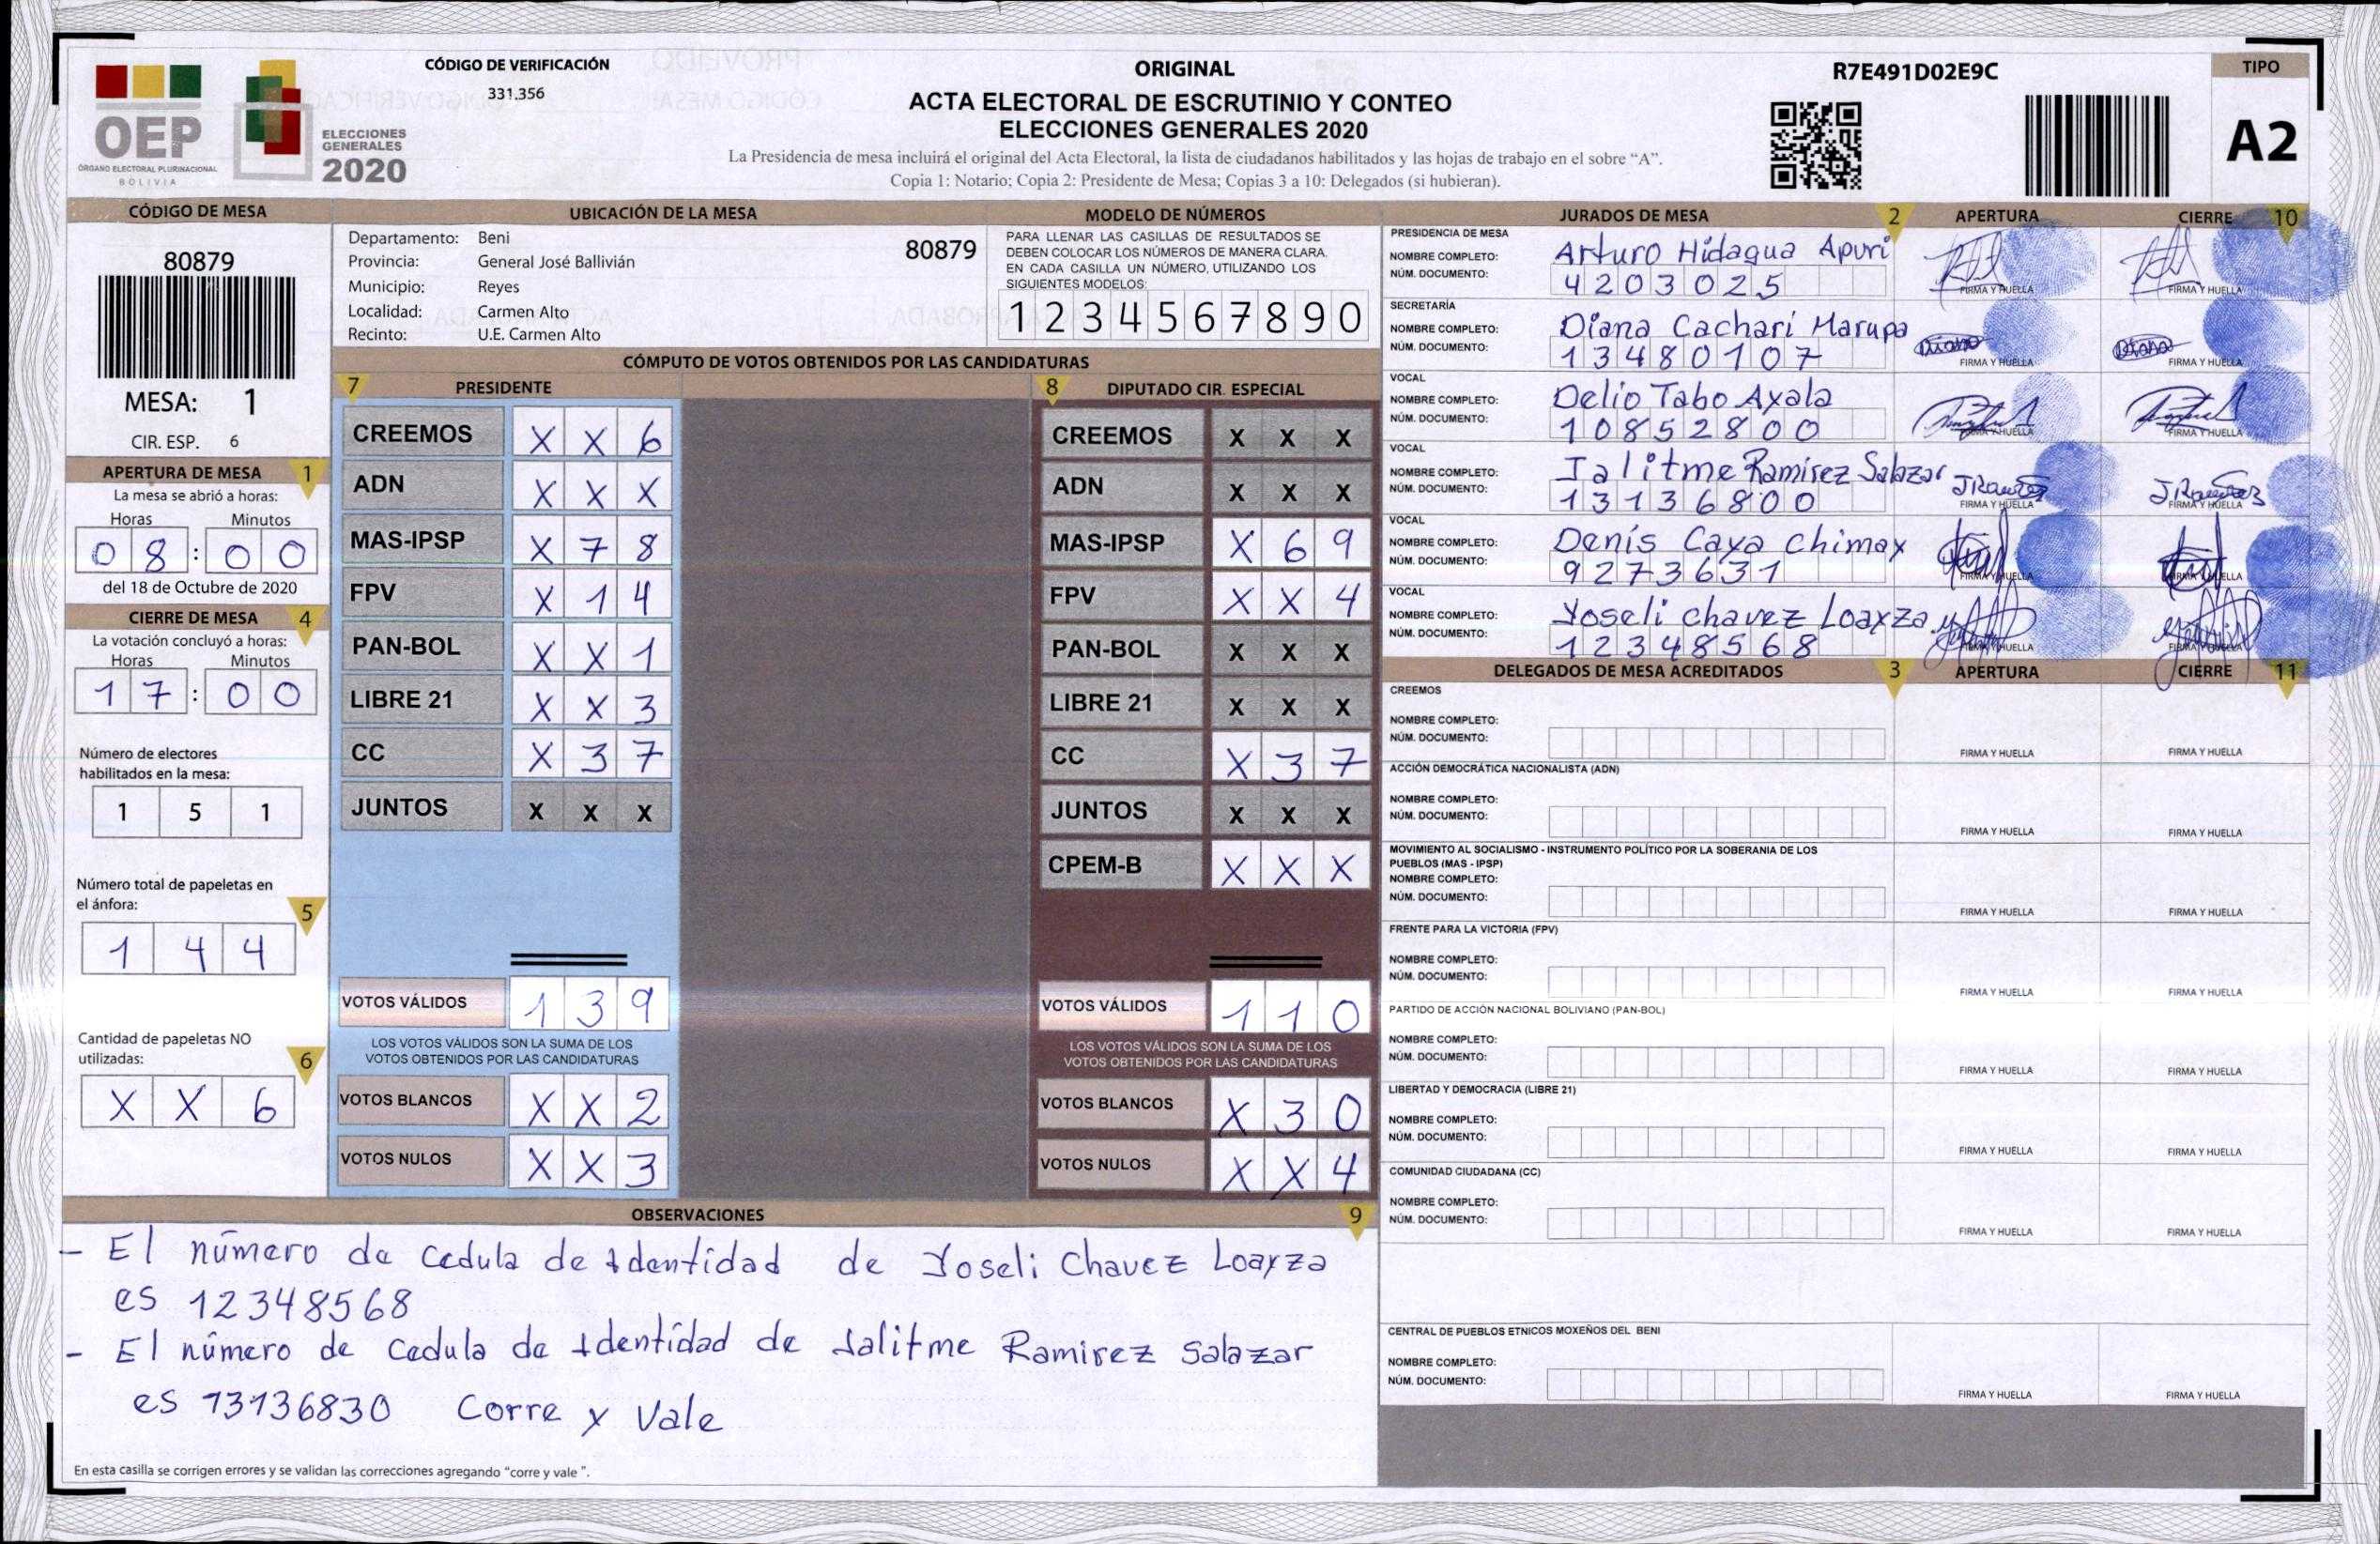 CÓDIGO DE VERIFICACIÓN
331.356
OEP
ÓRGANO ELECTORAL PLURINACIONAL
BOLIVIA
ELECCIONES
GENERALES
2020
ORIGINAL
ACTA ELECTORAL DE ESCRUTINIO Y CONTEO
ELECCIONES GENERALES 2020
La Presidencia de mesa incluirá el original del Acta Electoral, la lista de ciudadanos habilitados y las hojas de trabajo en el sobre “A”.
Copia 1: Notario; Copia 2: Presidente de Mesa; Copias 3 a 10: Delegados (si hubieran).
R7E491D02E9C
TIPO
A2
CÓDIGO DE MESA
80879
MESA: 1
CIR. ESP. 6
APERTURA DE MESA 1
La mesa se abrió a horas:
Horas Minutos
0 8 : 0 0
del 18 de Octubre de 2020
CIERRE DE MESA 4
La votación concluyó a horas:
Horas Minutos
1 7 : 0 0
Número de electores
habilitados en la mesa:
1 5 1
Número total de papeletas en
el ánfora: 5
1 4 4
Cantidad de papeletas NO
utilizadas: 6
X X 6
UBICACIÓN DE LA MESA
Departamento: Beni 80879
Provincia: General José Ballivián
Municipio: Reyes
Localidad: Carmen Alto
Recinto: U.E. Carmen Alto
MODELO DE NÚMEROS
PARA LLENAR LAS CASILLAS DE RESULTADOS SE
DEBEN COLOCAR LOS NÚMEROS DE MANERA CLARA.
EN CADA CASILLA UN NÚMERO, UTILIZANDO LOS
SIGUIENTES MODELOS:
1 2 3 4 5 6 7 8 9 0
CÓMPUTO DE VOTOS OBTENIDOS POR LAS CANDIDATURAS
7 PRESIDENTE
CREEMOS X X 6
ADN X X X
MAS-IPSP X 7 8
FPV X 1 4
PAN-BOL X X 1
LIBRE 21 X X 3
CC X 3 7
JUNTOS X X X
VOTOS VÁLIDOS 1 3 9
LOS VOTOS VÁLIDOS SON LA SUMA DE LOS
VOTOS OBTENIDOS POR LAS CANDIDATURAS
VOTOS BLANCOS X X 2
VOTOS NULOS X X 3
8 DIPUTADO CIR. ESPECIAL
CREEMOS X X X
ADN X X X
MAS-IPSP X 6 9
FPV X X 4
PAN-BOL X X X
LIBRE 21 X X X
CC X 3 7
JUNTOS X X X
CPEM-B X X X
VOTOS VÁLIDOS 1 1 0
LOS VOTOS VÁLIDOS SON LA SUMA DE LOS
VOTOS OBTENIDOS POR LAS CANDIDATURAS
VOTOS BLANCOS X 3 0
VOTOS NULOS X X 4
OBSERVACIONES 9
- El número de cedula de Identidad de Yoseli Chavez Loayza
es 12348568
- El número de cedula de Identidad de Jalitme Ramirez Salazar
es 13136830 Corre y Vale
En esta casilla se corrigen errores y se validan las correcciones agregando “corre y vale ”.
JURADOS DE MESA 2 APERTURA CIERRE 10
PRESIDENCIA DE MESA
NOMBRE COMPLETO: Arturo Hidagua Apuri
NÚM. DOCUMENTO: 4203025
FIRMA Y HUELLA FIRMA Y HUELLA
SECRETARÍA
NOMBRE COMPLETO: Diana Cachari Marupa
NÚM. DOCUMENTO: 13480107
FIRMA Y HUELLA FIRMA Y HUELLA
VOCAL
NOMBRE COMPLETO: Delio Tabo Ayala
NÚM. DOCUMENTO: 10852800
FIRMA Y HUELLA FIRMA Y HUELLA
VOCAL
NOMBRE COMPLETO: Jalitme Ramirez Salazar
NÚM. DOCUMENTO: 13136800
FIRMA Y HUELLA FIRMA Y HUELLA
VOCAL
NOMBRE COMPLETO: Denis Caya Chimay
NÚM. DOCUMENTO: 9273631
FIRMA Y HUELLA FIRMA Y HUELLA
VOCAL
NOMBRE COMPLETO: Yoseli chavez Loayza
NÚM. DOCUMENTO: 12348568
FIRMA Y HUELLA FIRMA Y HUELLA
DELEGADOS DE MESA ACREDITADOS 3 APERTURA CIERRE 11
CREEMOS
NOMBRE COMPLETO:
NÚM. DOCUMENTO:
FIRMA Y HUELLA FIRMA Y HUELLA
ACCIÓN DEMOCRÁTICA NACIONALISTA (ADN)
NOMBRE COMPLETO:
NÚM. DOCUMENTO:
FIRMA Y HUELLA FIRMA Y HUELLA
MOVIMIENTO AL SOCIALISMO - INSTRUMENTO POLÍTICO POR LA SOBERANIA DE LOS
PUEBLOS (MAS - IPSP)
NOMBRE COMPLETO:
NÚM. DOCUMENTO:
FIRMA Y HUELLA FIRMA Y HUELLA
FRENTE PARA LA VICTORIA (FPV)
NOMBRE COMPLETO:
NÚM. DOCUMENTO:
FIRMA Y HUELLA FIRMA Y HUELLA
PARTIDO DE ACCIÓN NACIONAL BOLIVIANO (PAN-BOL)
NOMBRE COMPLETO:
NÚM. DOCUMENTO:
FIRMA Y HUELLA FIRMA Y HUELLA
LIBERTAD Y DEMOCRACIA (LIBRE 21)
NOMBRE COMPLETO:
NÚM. DOCUMENTO:
FIRMA Y HUELLA FIRMA Y HUELLA
COMUNIDAD CIUDADANA (CC)
NOMBRE COMPLETO:
NÚM. DOCUMENTO:
FIRMA Y HUELLA FIRMA Y HUELLA
CENTRAL DE PUEBLOS ETNICOS MOXEÑOS DEL BENI
NOMBRE COMPLETO:
NÚM. DOCUMENTO:
FIRMA Y HUELLA FIRMA Y HUELLA